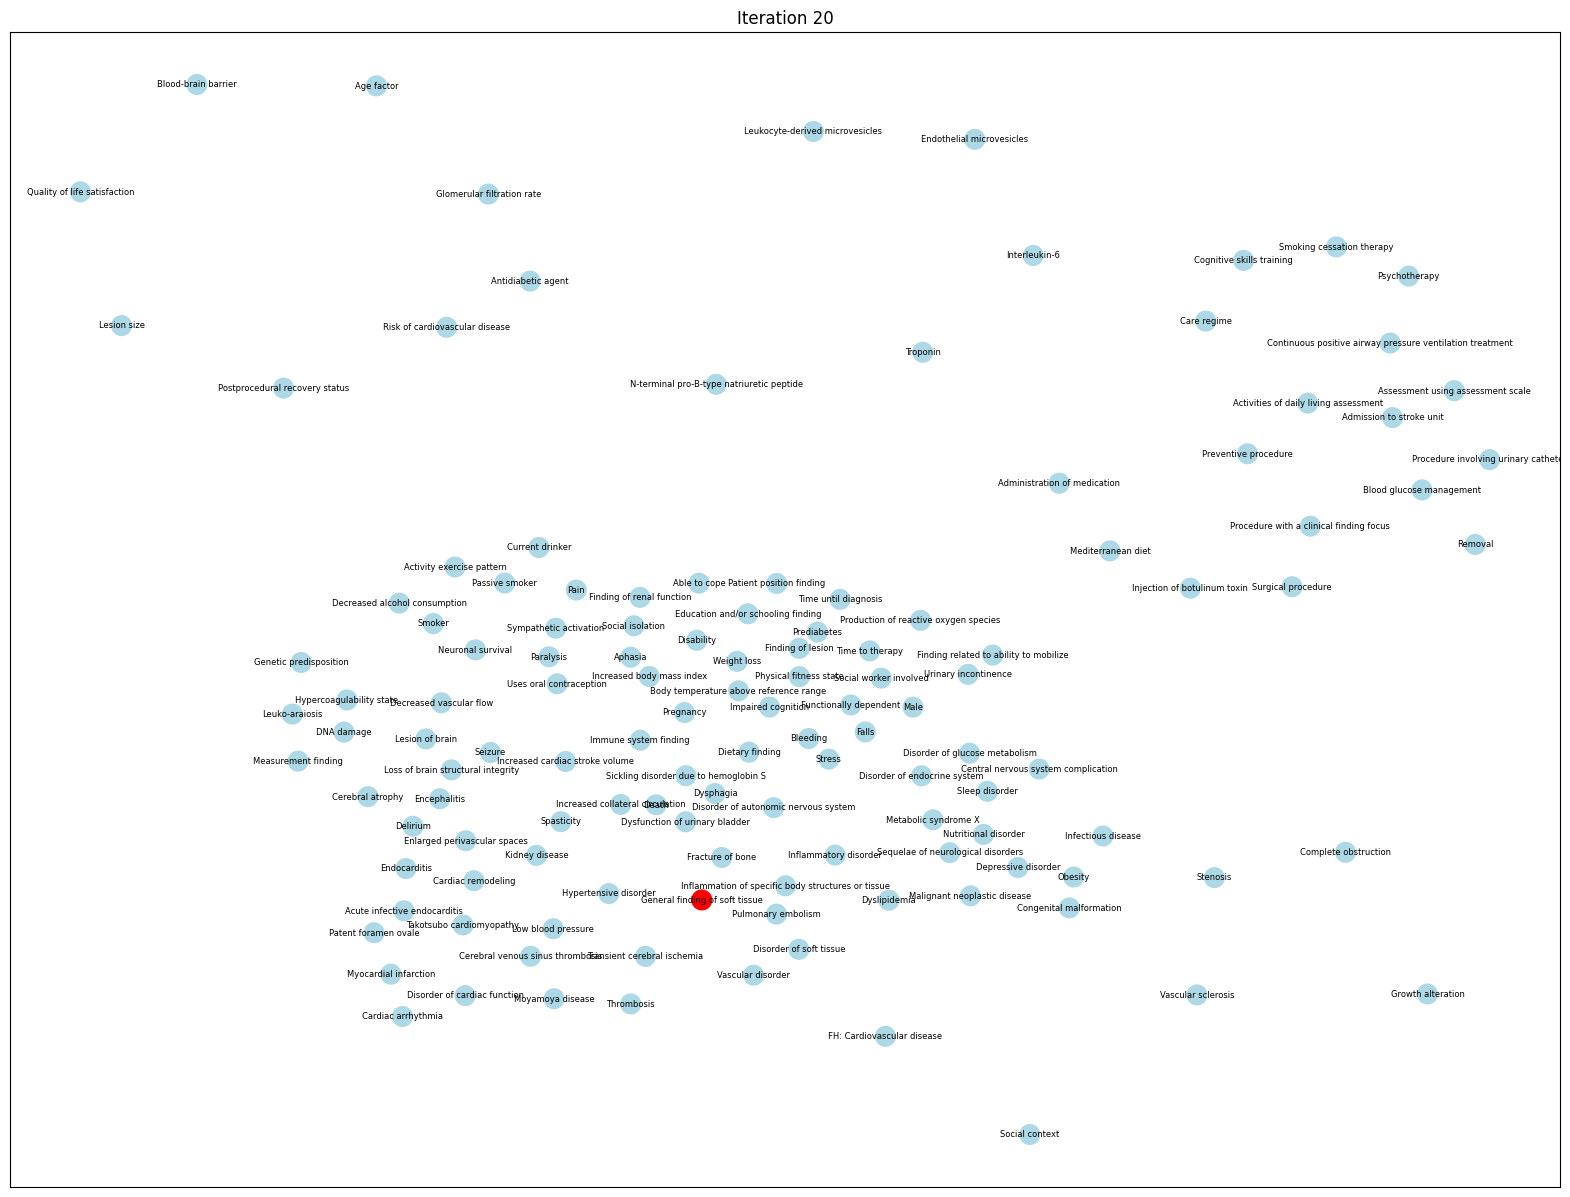 Iteration 20
Blood-brain barrier
Age factor
Leukocyte-derived microvesicles
Endothelial microvesicles
Quality of life satisfaction
Glomerular filtration rate
Smoking cessation therapy
Interleukin-6
Cognitive skills training
Psychotherapy
Antidiabetic agent
Care regime
Lesion size
Risk of cardiovascular disease
Continuous positive airway pressure ventilation treatment
Troponin
N-terminal pro-B-type natriuretic peptide
Postprocedural recovery status
Assessment using assessment scale
Activities of daily living assessment
Admission to stroke unit
Preventive procedure
Procedure involving urinary cathete
Administration of medication
Blood glucose management
Procedure with a clinical finding focus
Removal
Current drinker
Mediterranean diet
Activity exercise pattern
Passive smoker
Able to cope
Patient position finding
Injection of botulinum toxin
Surgical procedure
Pain
Finding of renal function
Time until diagnosis
Decreased alcohol consumption
Education and/or schooling finding
Production of reactive oxygen species
Smoker
Sympathetic activation
Social isolation
Prediabetes
Disability
Finding of lesion
Neuronal survival
Time to therapy
Finding related to ability to mobilize
Paralysis
Aphasia
Genetic predisposition
Weight loss
Urinary incontinence
Increased body mass index
Physical fitness state
Social worker involved
Uses oral contraception
Body temperature above reference range
Hypercoagulability state
Decreased vascular flow
Functionally dependent
Impaired cognition
Male
Leuko-araiosis
Pregnancy
DNA damage
Falls
Lesion of brain
Immune system finding
Bleeding
Seizure
Dietary finding
Disorder of glucose metabolism
Measurement finding
Increased cardiac stroke volume
Stress
Loss of brain structural integrity
Central nervous system complication
Sickling disorder due to hemoglobin S
Disorder of endocrine system
Sleep disorder
Cerebral atrophy
Encephalitis
Dysphagia
Increased collateral circulation
Death
Disorder of autonomic nervous system
Delirium
Spasticity
Dysfunction of urinary bladder
Metabolic syndrome X
Nutritional disorder
Infectious disease
Enlarged perivascular spaces
Kidney disease
Fracture of bone
Inflammatory disorder
Sequelae of neurological disorders
Complete obstruction
Endocarditis
Depressive disorder
Obesity
Stenosis
Cardiac remodeling
Inflammation of specific body structures or tissue
Hypertensive disorder
General finding of soft tissue
Dyslipidemia
Malignant neoplastic disease
Congenital malformation
Acute infective endocarditis
Pulmonary embolism
Takotsubo cardiomyopathy
Low blood pressure
Patent foramen ovale
Disorder of soft tissue
Cerebral venous sinus thrombosis
Transient cerebral ischemia
Myocardial infarction
Vascular disorder
Disorder of cardiac function
Moyamoya disease
Thrombosis
Vascular sclerosis
Growth alteration
Cardiac arrhythmia
FH: Cardiovascular disease
Social context